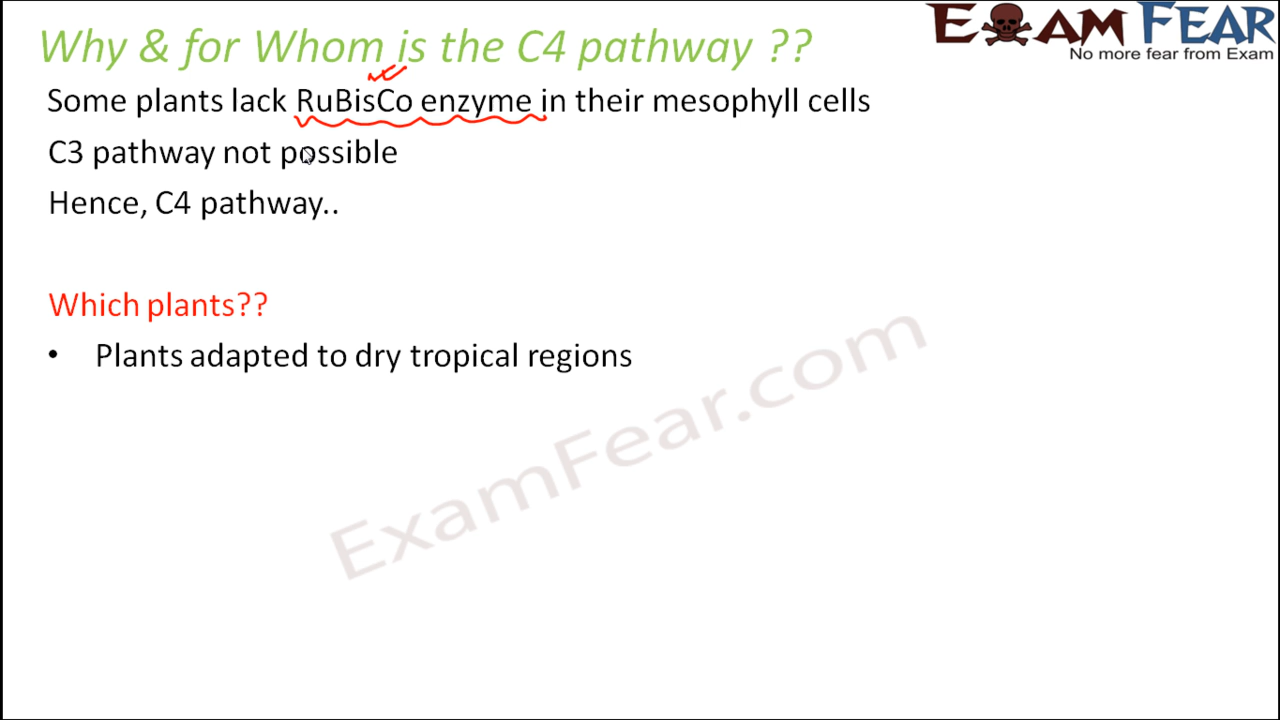 Why & for Whom is the C4 pathway ??
EXAM FEAR
No more fear from Exam
Some plants lack RuBisCo enzyme in their mesophyll cells
C3 pathway not possible
Hence, C4 pathway..
Which plants??
• Plants adapted to dry tropical regions
ExamFear.com